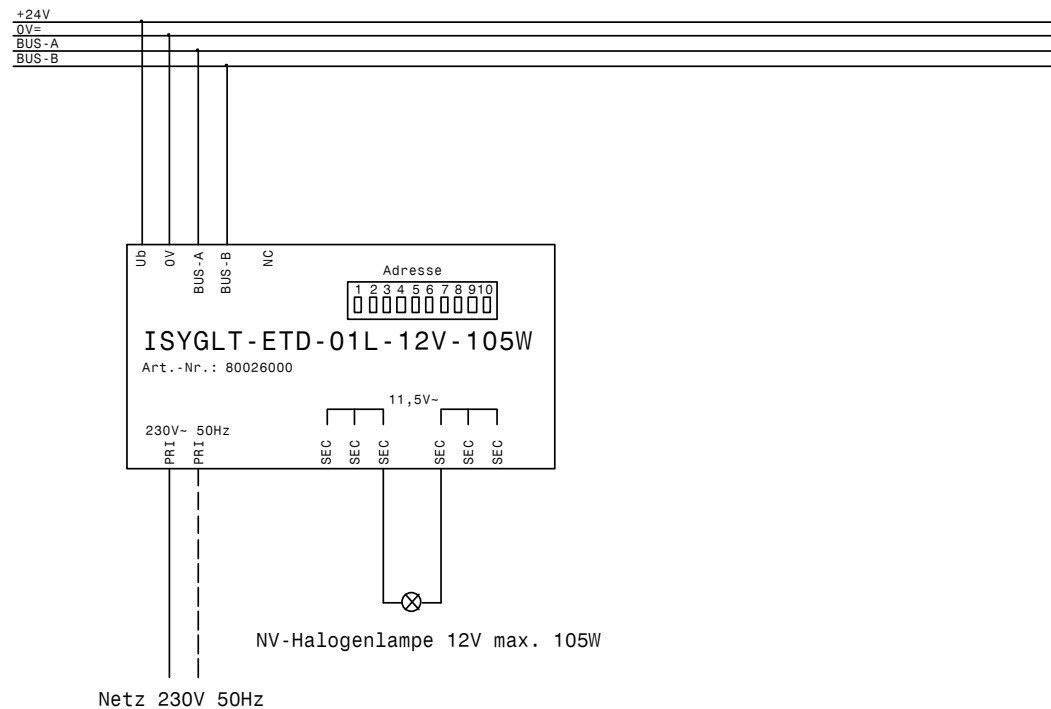 +24V
0V=
BUS-A
BUS-B
Ub
0V
BUS-A
BUS-B
NC
Adresse
1 2 3 4 5 6 7 8 9 10
ISYGLT-ETD-01L-12V-105W
Art.-Nr.: 80026000
11,5V~
230V~ 50Hz
PRI
PRI
SEC
SEC
SEC
SEC
SEC
SEC
NV-Halogenlampe 12V max. 105W
Netz 230V 50Hz